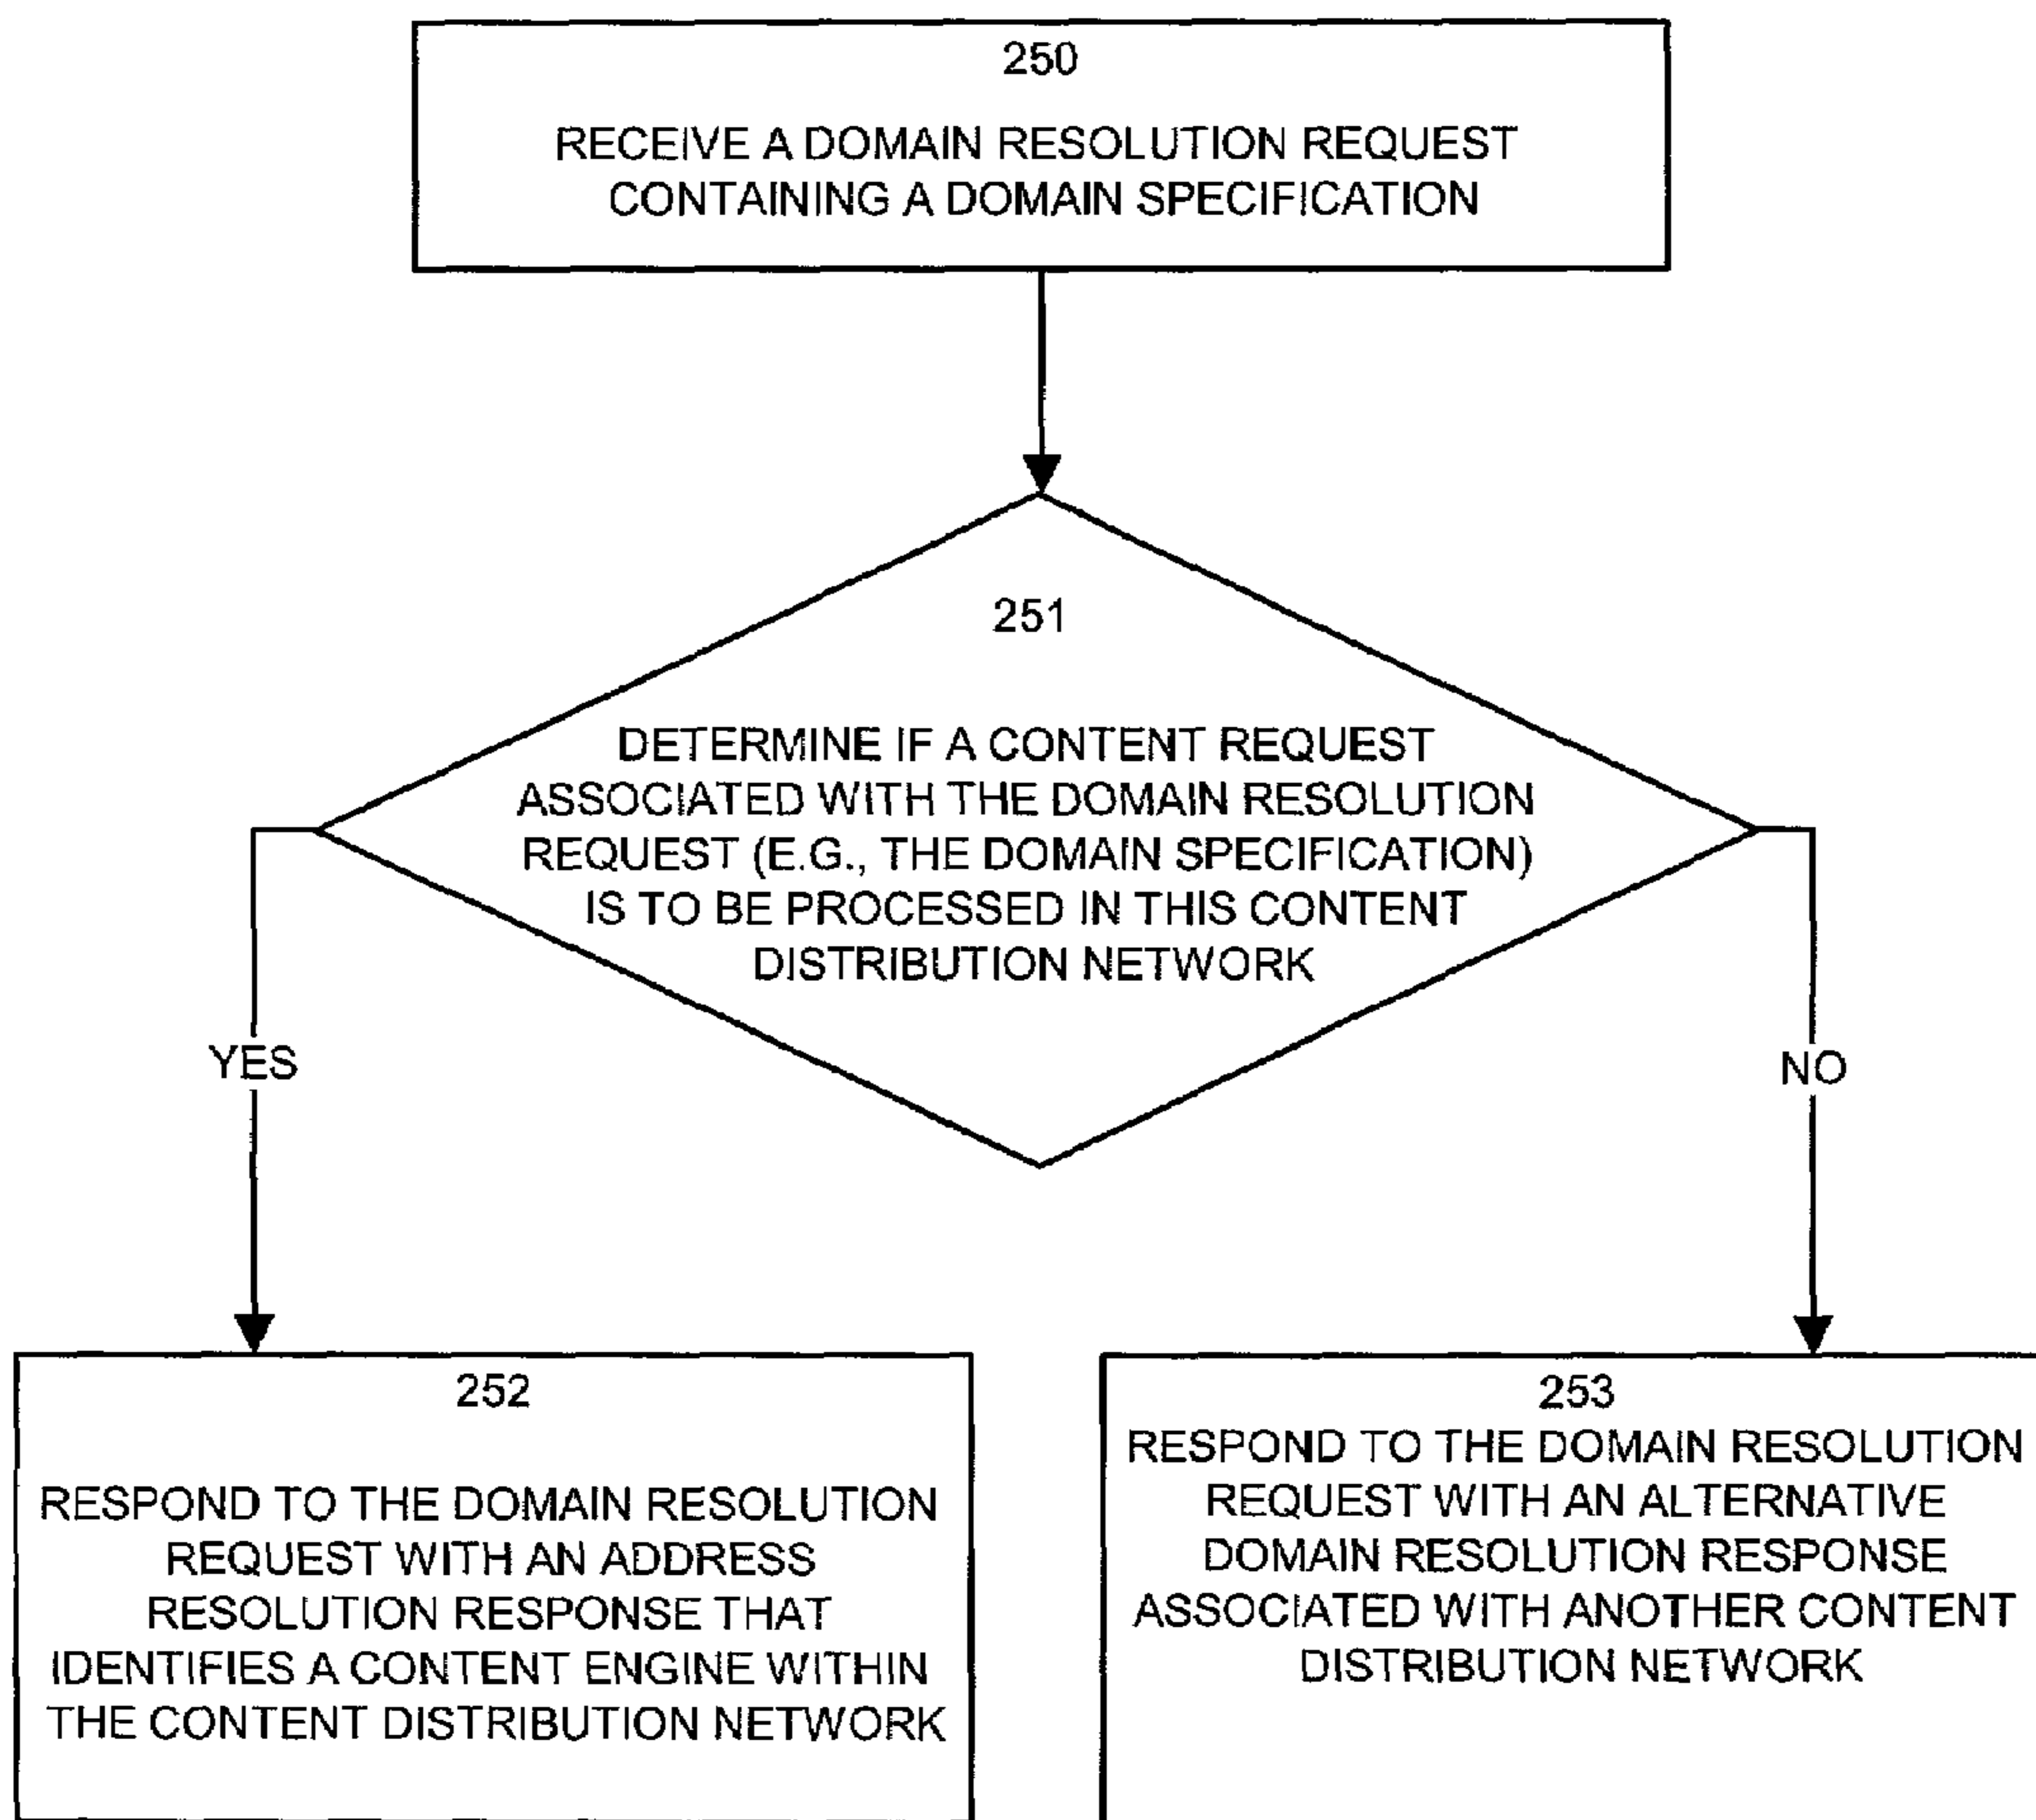 250
RECEIVE A DOMAIN RESOLUTION REQUEST
CONTAINING A DOMAIN SPECIFICATION
251
DETERMINE IF A CONTENT REQUEST
ASSOCIATED WITH THE DOMAIN RESOLUTION
REQUEST (E.G., THE DOMAIN SPECIFICATION)
IS TO BE PROCESSED IN THIS CONTENT
DISTRIBUTION NETWORK
YES
NO
252
RESPOND TO THE DOMAIN RESOLUTION
REQUEST WITH AN ADDRESS
RESOLUTION RESPONSE THAT
IDENTIFIES A CONTENT ENGINE WITHIN
THE CONTENT DISTRIBUTION NETWORK
253
RESPOND TO THE DOMAIN RESOLUTION
REQUEST WITH AN ALTERNATIVE
DOMAIN RESOLUTION RESPONSE
ASSOCIATED WITH ANOTHER CONTENT
DISTRIBUTION NETWORK